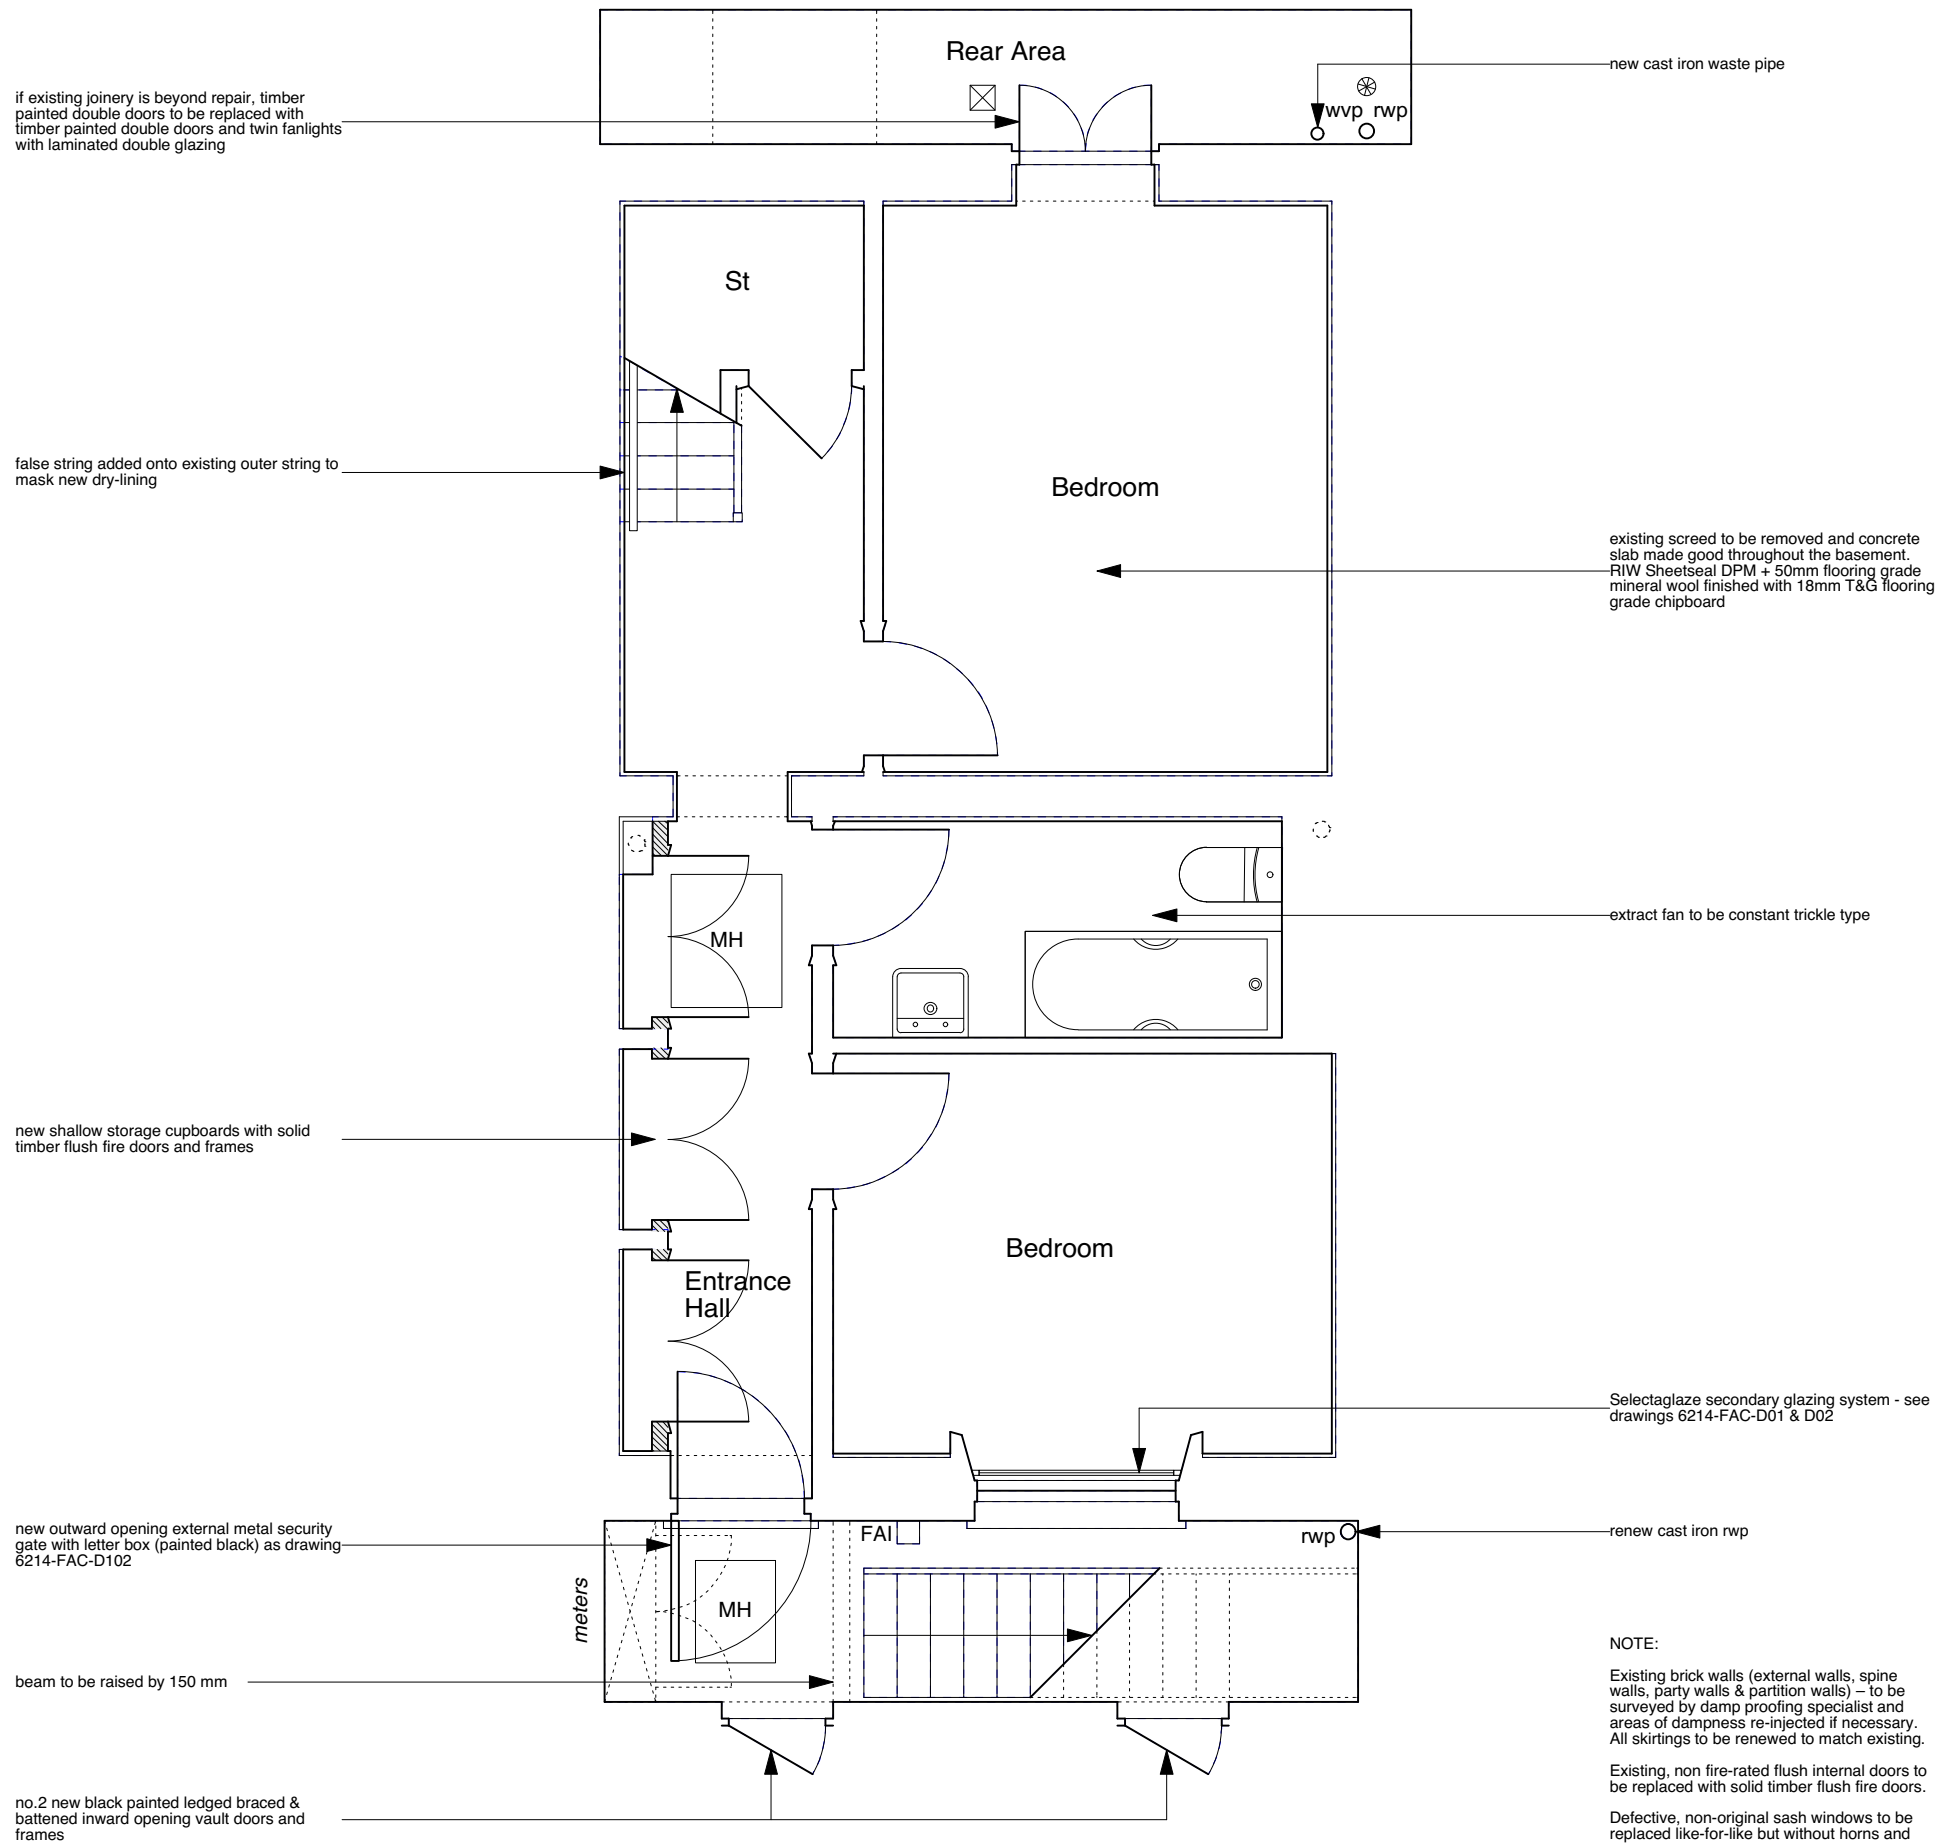 Rear Area
new cast iron waste pipe
wvp rwp
if existing joinery is beyond repair, timber
painted double doors to be replaced with
timber painted double doors and twin fanlights
with laminated double glazing
St
false string added onto existing outer string to
mask new dry-lining
Bedroom
existing screed to be removed and concrete
slab made good throughout the basement.
RIW Sheetseal DPM + 50mm flooring grade
mineral wool finished with 18mm T&G flooring
grade chipboard
MH
extract fan to be constant trickle type
new shallow storage cupboards with solid
timber flush fire doors and frames
Bedroom
Entrance
Hall
Selectaglaze secondary glazing system - see
drawings 6214-FAC-D01 & D02
new outward opening external metal security
gate with letter box (painted black) as drawing
6214-FAC-D102
FAI
rwp
renew cast iron rwp
meters
MH
beam to be raised by 150 mm
no.2 new black painted ledged braced &
battened inward opening vault doors and
frames
NOTE:
Existing brick walls (external walls, spine
walls, party walls & partition walls) – to be
surveyed by damp proofing specialist and
areas of dampness re-injected if necessary.
All skirtings to be renewed to match existing.
Existing, non fire-rated flush internal doors to
be replaced with solid timber flush fire doors.
Defective, non-original sash windows to be
replaced like-for-like but without horns and